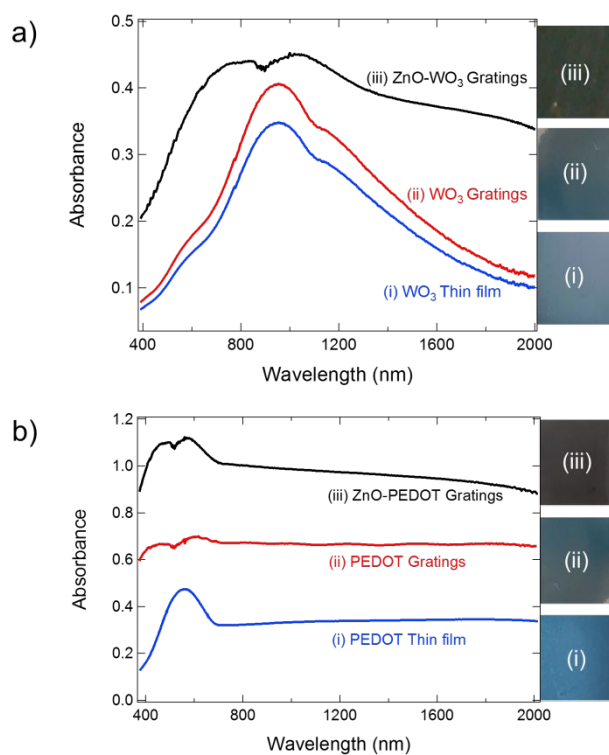 a)
0.5
0.4
0.3
0.2
0.1
Absorbance
(iii) ZnO-WO₃ Gratings
(ii) WO₃ Gratings
(i) WO₃ Thin film
400
800
1200
1600
2000
Wavelength (nm)
(iii)
(ii)
(i)
b)
1.2
1.0
0.8
0.6
0.4
0.2
0.0
Absorbance
(iii) ZnO-PEDOT Gratings
(ii) PEDOT Gratings
(i) PEDOT Thin film
400
800
1200
1600
2000
Wavelength (nm)
(iii)
(ii)
(i)